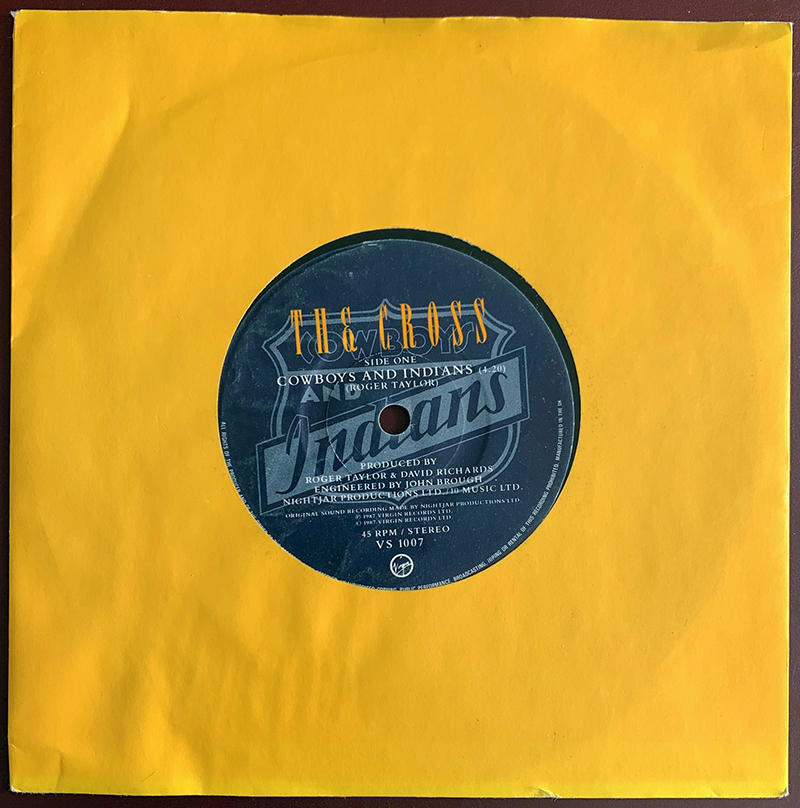 THE CROSS
COWBOYS
SIDE ONE
COWBOYS AND INDIANS (4.20)
(ROGER TAYLOR)
AND
Indians
PRODUCED BY
ROGER TAYLOR & DAVID RICHARDS
ENGINEERED BY JOHN BROUGH
NIGHTJAR PRODUCTIONS LTD./10 MUSIC LTD.
ORIGINAL SOUND RECORDING MADE BY NIGHTJAR PRODUCTIONS LTD.
℗ 1987 VIRGIN RECORDS LTD.
© 1987 VIRGIN RECORDS LTD
45 RPM / STEREO
VS 1007
Virgin
ALL RIGHTS OF THE
COPYING, PUBLIC PERFORMANCE, BROADCASTING, HIRING OR RENTAL OF THIS RECORDING PROHIBITED. MANUFACTURED IN THE UK